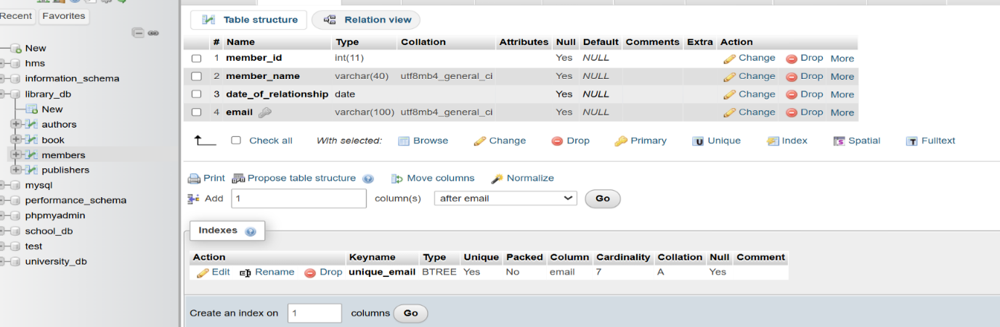 Recent Favorites
New
hms
information_schema
library_db
New
authors
book
members
publishers
mysql
performance_schema
phpmyadmin
school_db
test
university_db
Table structure Relation view
# Name Type Collation Attributes Null Default Comments Extra Action
1 member_id int(11) Yes NULL Change Drop More
2 member_name varchar(40) utf8mb4_general_ci Yes NULL Change Drop More
3 date_of_relationship date Yes NULL Change Drop More
4 email varchar(100) utf8mb4_general_ci Yes NULL Change Drop More
Check all With selected: Browse Change Drop Primary Unique Index Spatial Fulltext
Print Propose table structure Move columns Normalize
Add 1 column(s) after email Go
Indexes
Action Keyname Type Unique Packed Column Cardinality Collation Null Comment
Edit Rename Drop unique_email BTREE Yes No email 7 A Yes
Create an index on 1 columns Go